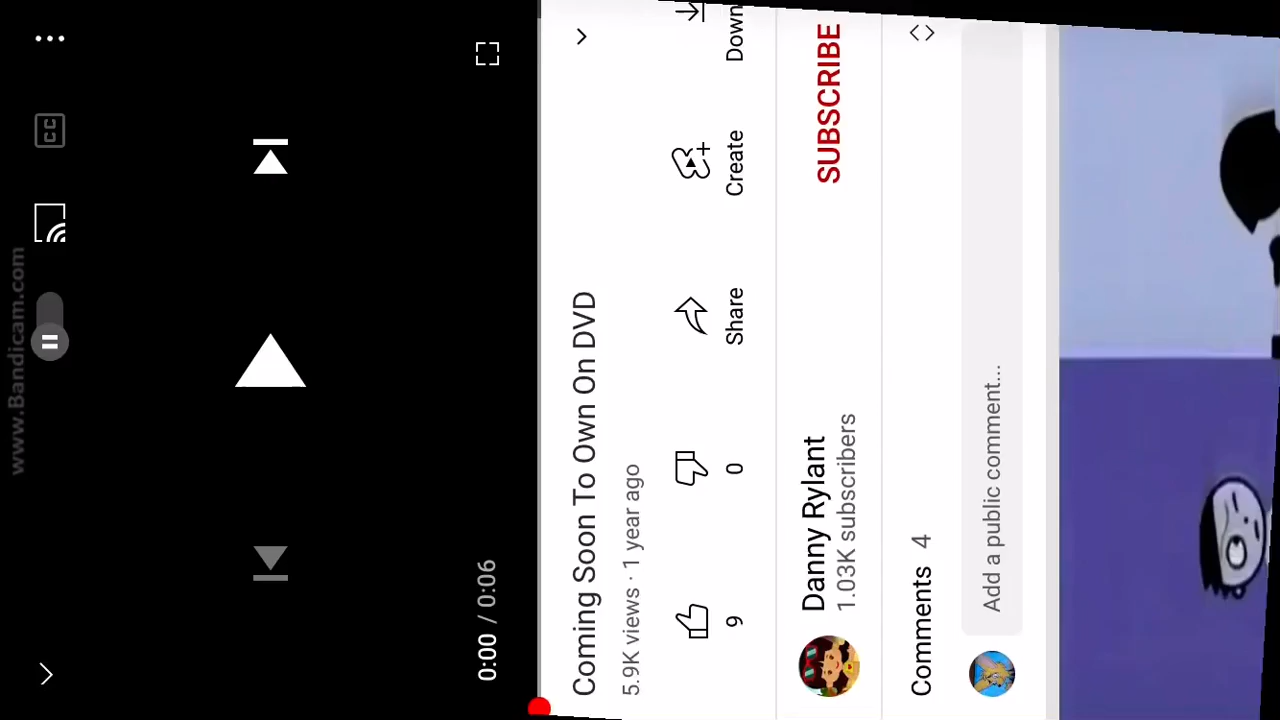 www.Bandicam.com
CC
0:00 / 0:06
Coming Soon To Own On DVD
5.9K views · 1 year ago
9
0
Share
Create
Down
Danny Rylant
1.03K subscribers
SUBSCRIBE
Comments 4
Add a public comment...